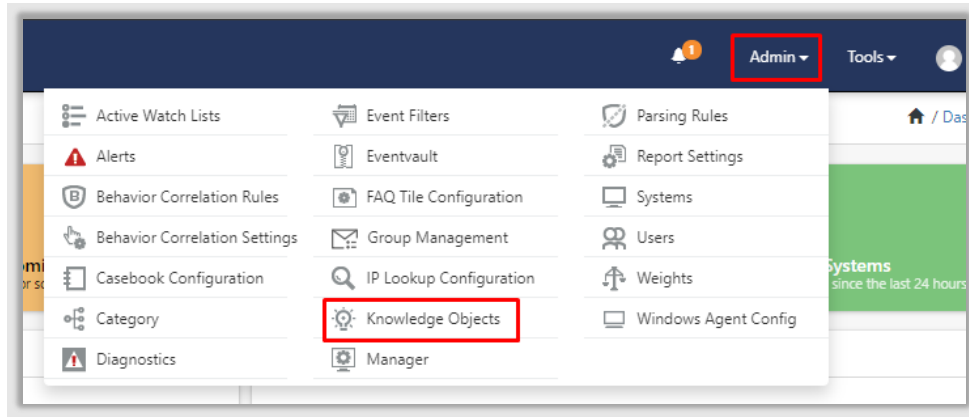 1
Admin
Tools
Active Watch Lists
Event Filters
Parsing Rules
/ Das
Alerts
Eventvault
Report Settings
Behavior Correlation Rules
FAQ Tile Configuration
Systems
Behavior Correlation Settings
Group Management
Users
Casebook Configuration
IP Lookup Configuration
Weights
Systems
since the last 24 hours
Category
Knowledge Objects
Windows Agent Config
Diagnostics
Manager